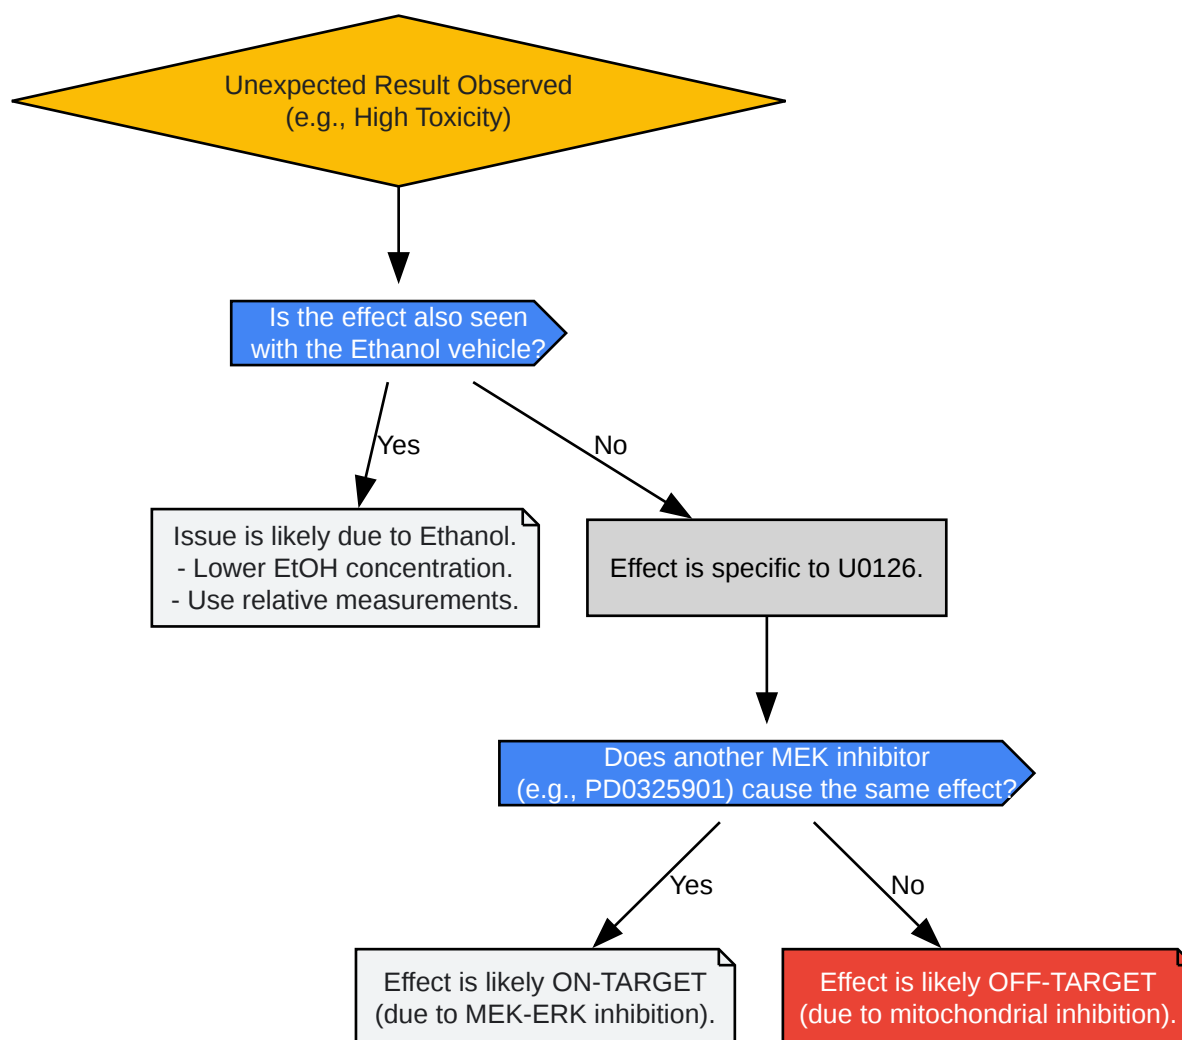 Unexpected Result Observed
(e.g., High Toxicity)
Is the effect also seen
with the Ethanol vehicle?
Yes
No
Issue is likely due to Ethanol.
- Lower EtOH concentration.
- Use relative measurements.
Effect is specific to U0126.
Does another MEK inhibitor
(e.g., PD0325901) cause the same effect?
Yes
No
Effect is likely ON-TARGET
(due to MEK-ERK inhibition).
Effect is likely OFF-TARGET
(due to mitochondrial inhibition).